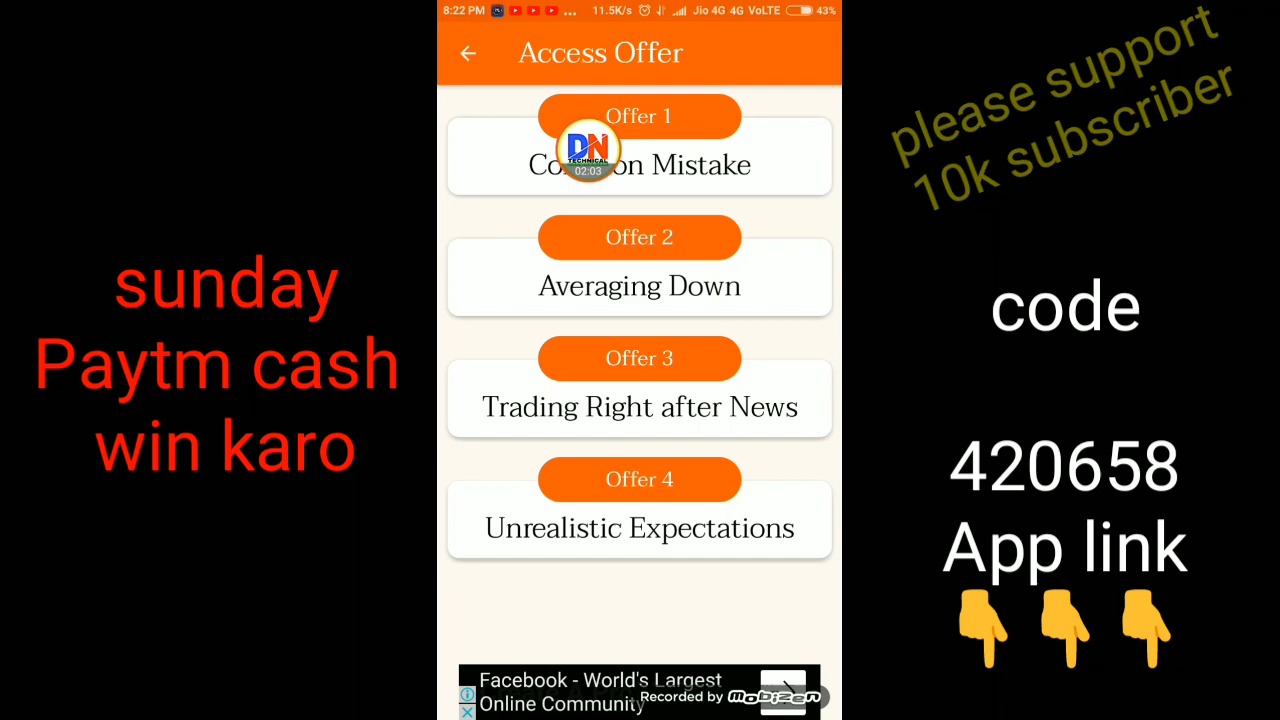 8:22 PM ... 11.5K/s Jio 4G 4G VoLTE 43%
Access Offer
Offer 1
Co on Mistake
DN
TECHNICAL
02:03
Offer 2
Averaging Down
Offer 3
Trading Right after News
Offer 4
Unrealistic Expectations
Facebook - World's Largest
Online Community
Recorded by mobizen
sunday
Paytm cash
win karo
please support
10k subscriber
code
420658
App link